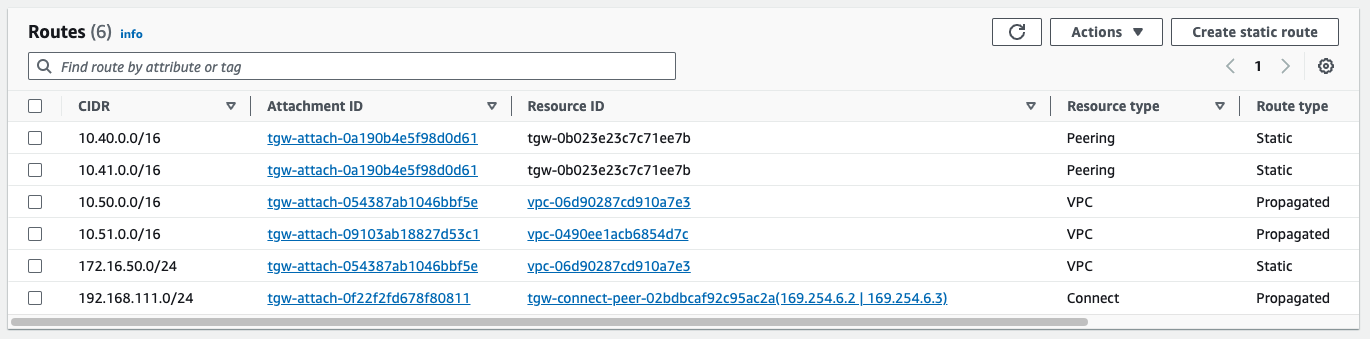 Routes (6) info
Actions
Create static route
Find route by attribute or tag
1
CIDR Attachment ID Resource ID Resource type Route type
10.40.0.0/16 tgw-attach-0a190b4e5f98d0d61 tgw-0b023e23c7c71ee7b Peering Static
10.41.0.0/16 tgw-attach-0a190b4e5f98d0d61 tgw-0b023e23c7c71ee7b Peering Static
10.50.0.0/16 tgw-attach-054387ab1046bbf5e vpc-06d90287cd910a7e3 VPC Propagated
10.51.0.0/16 tgw-attach-09103ab18827d53c1 vpc-0490ee1acb6854d7c VPC Propagated
172.16.50.0/24 tgw-attach-054387ab1046bbf5e vpc-06d90287cd910a7e3 VPC Static
192.168.111.0/24 tgw-attach-0f22f2fd678f80811 tgw-connect-peer-02bdbcaf92c95ac2a(169.254.6.2 | 169.254.6.3) Connect Propagated